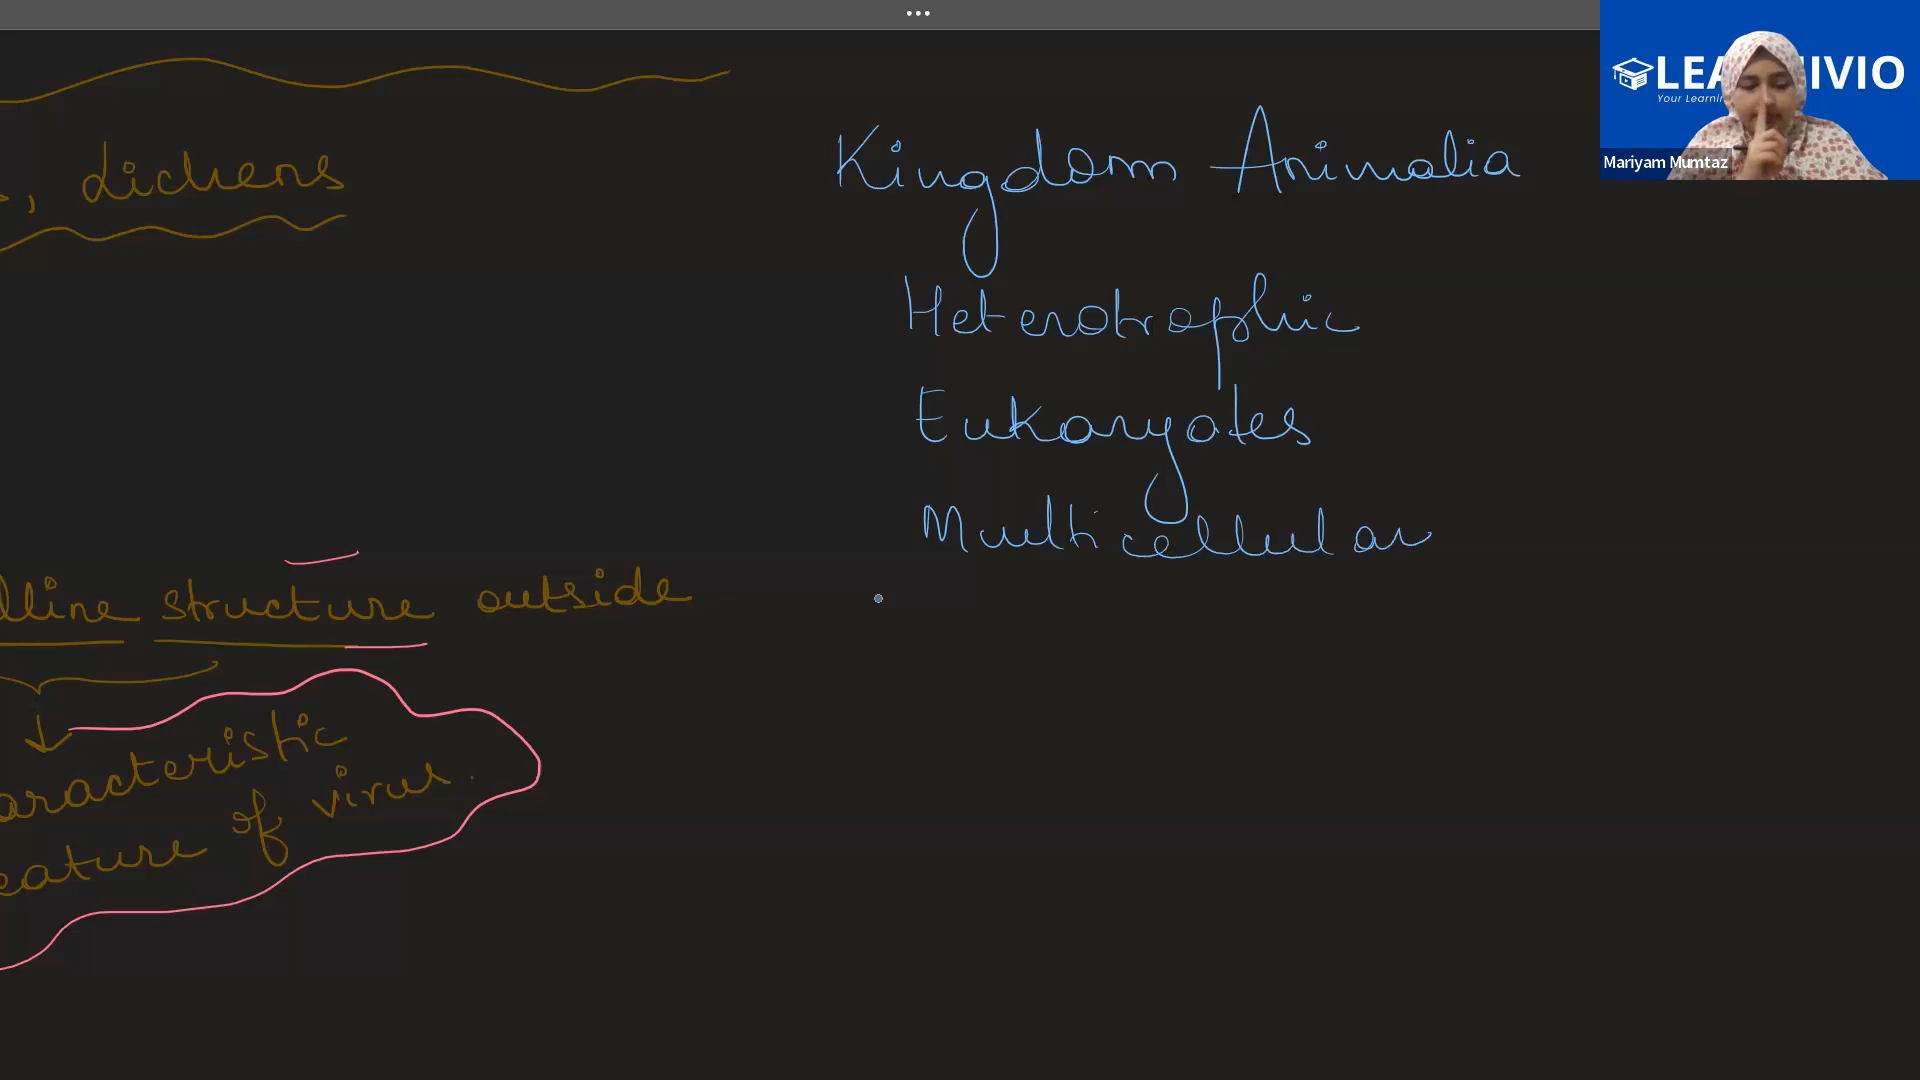 LEA IVIO
Your Learni
Mariyam Mumtaz
, Lichens
Kingdom Animalia
Heterotrophic
Eukaryotes
Multicellular
lline structure outside
aracteristic
eature of virus.